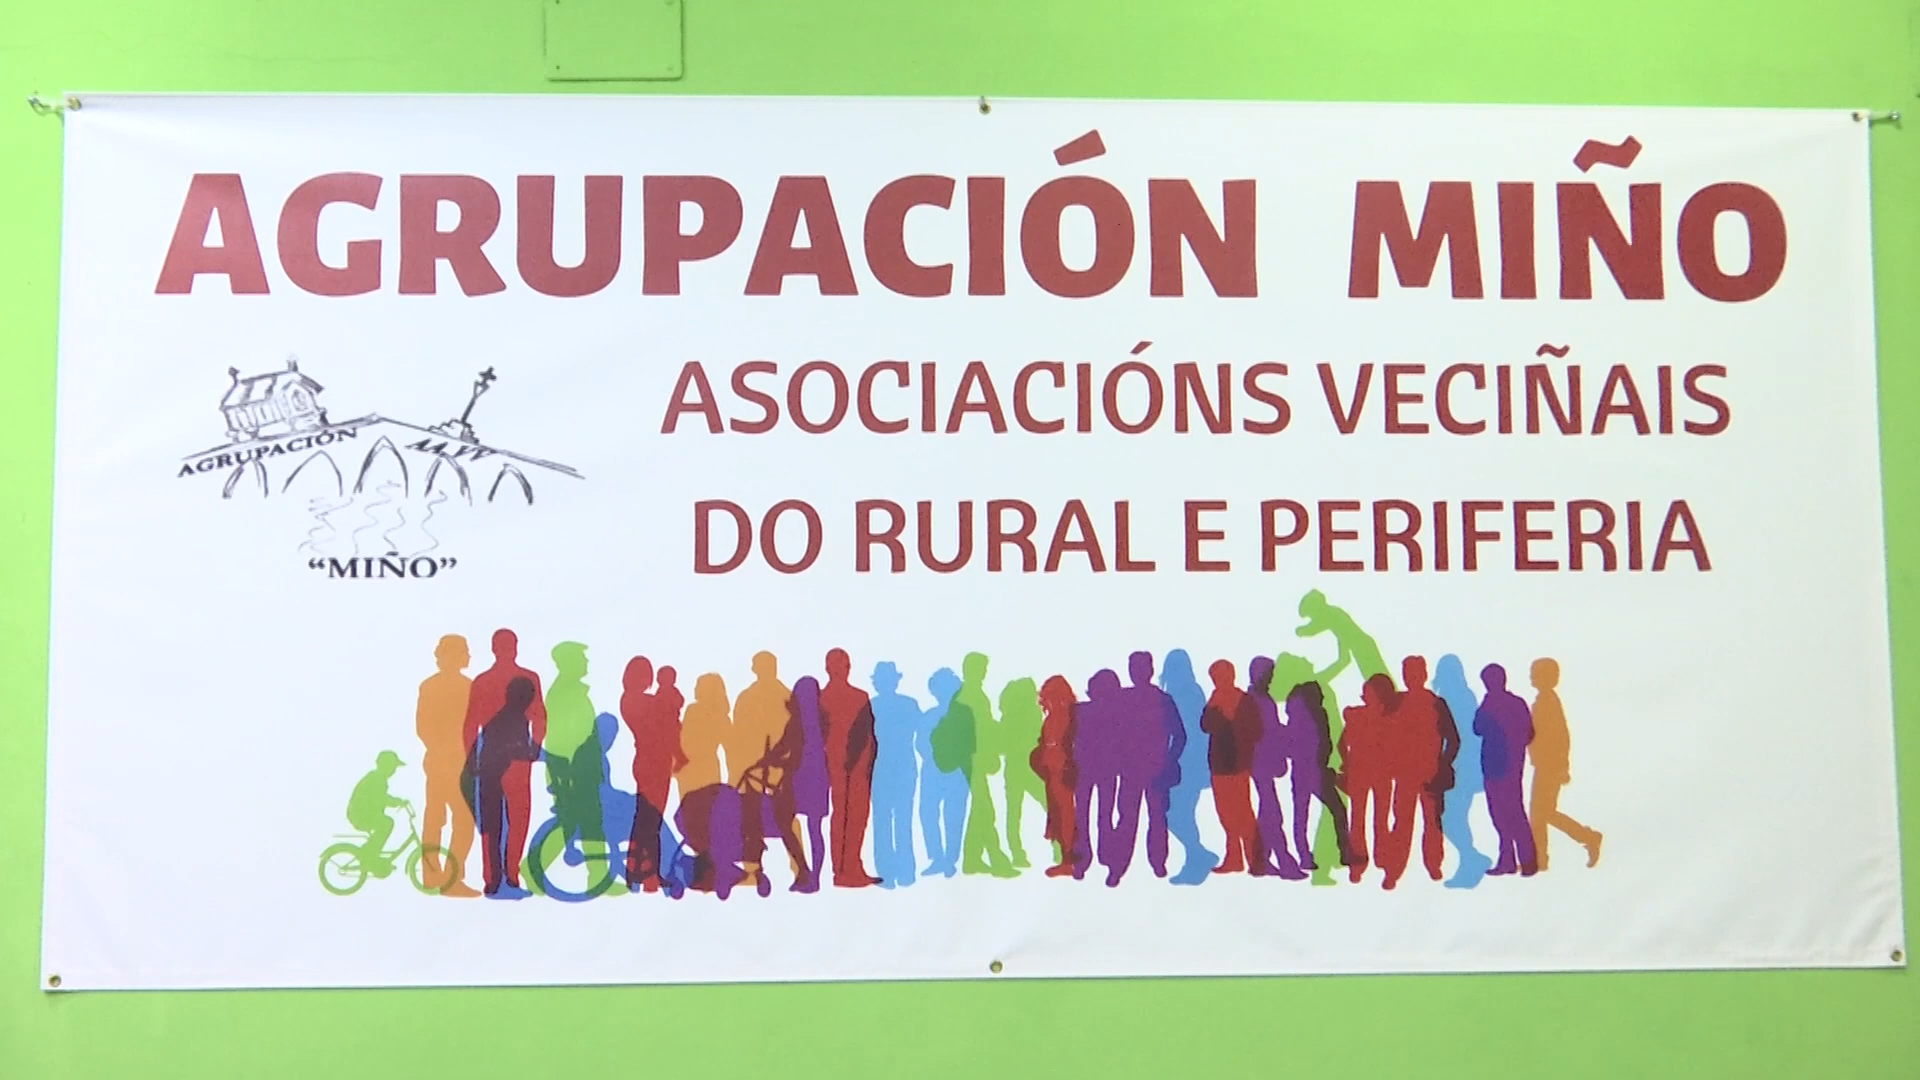 AGRUPACIÓN MIÑO
ASOCIACIÓNS VECIÑAIS
DO RURAL E PERIFERIA
AGRUPACIÓN AA.VV
“MIÑO”